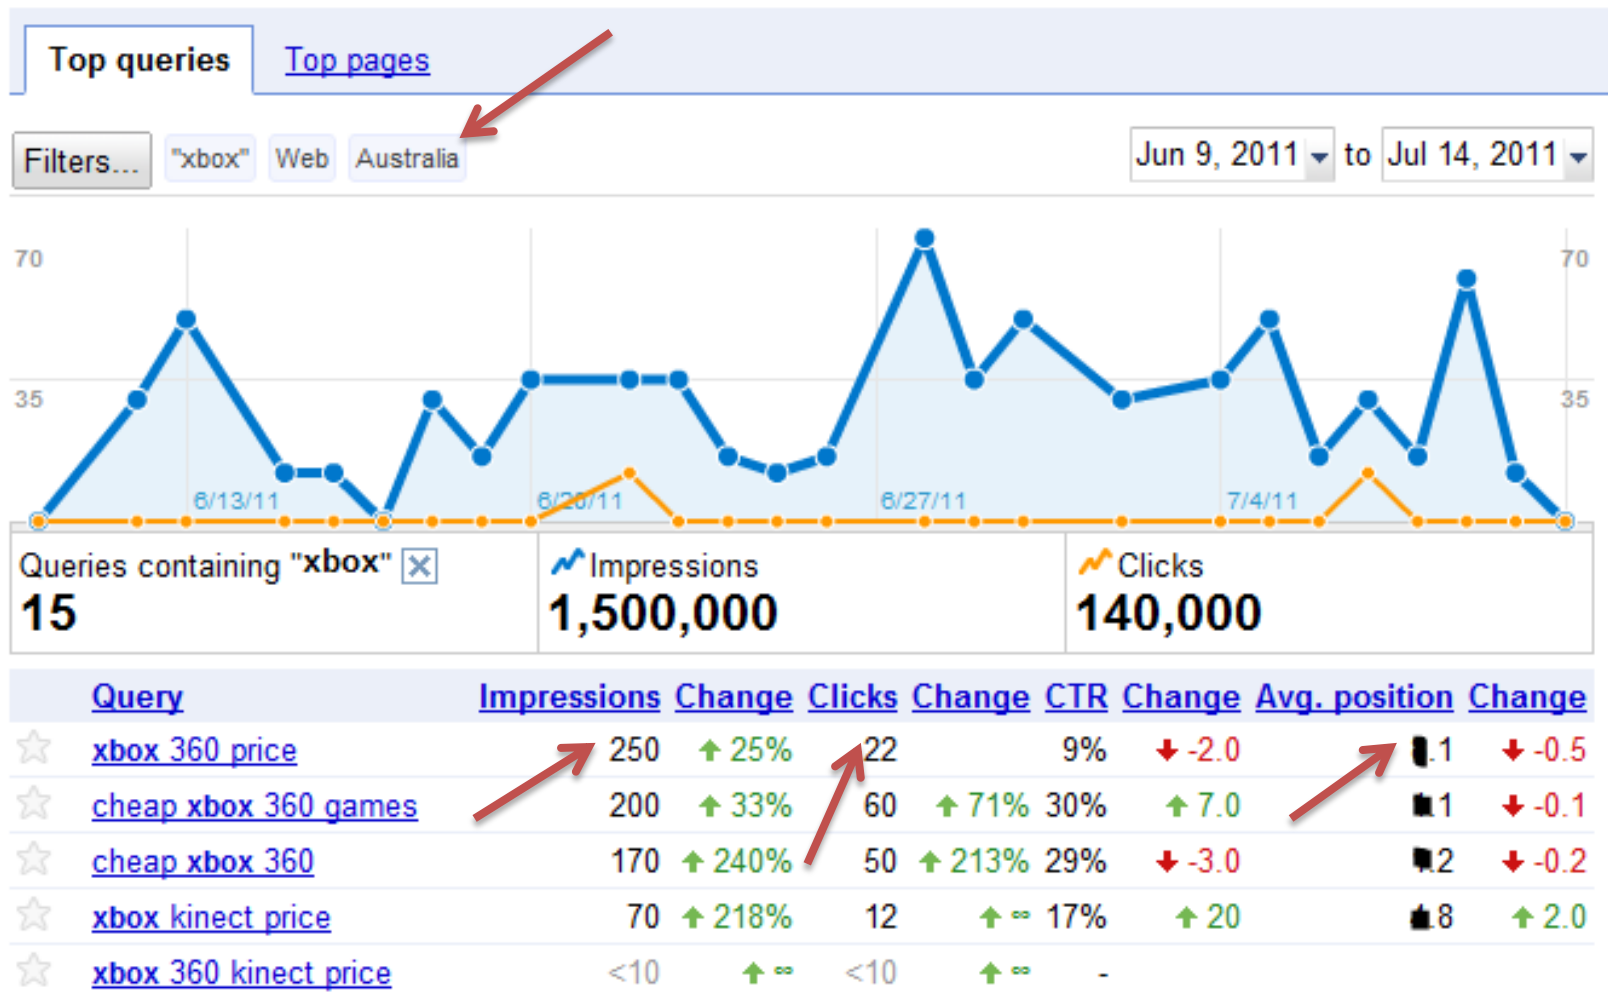 Top queries Top pages
Filters... "xbox" Web Australia Jun 9, 2011 to Jul 14, 2011
70 70
35 35
6/13/11 6/20/11 6/27/11 7/4/11
Queries containing "xbox" Impressions Clicks
15 1,500,000 140,000
Query Impressions Change Clicks Change CTR Change Avg. position Change
xbox 360 price 250 25% 22 9% -2.0 .1 -0.5
cheap xbox 360 games 200 33% 60 71% 30% 7.0 1 -0.1
cheap xbox 360 170 240% 50 213% 29% -3.0 2 -0.2
xbox kinect price 70 218% 12 ∞ 17% 20 .8 2.0
xbox 360 kinect price <10 ∞ <10 ∞ -